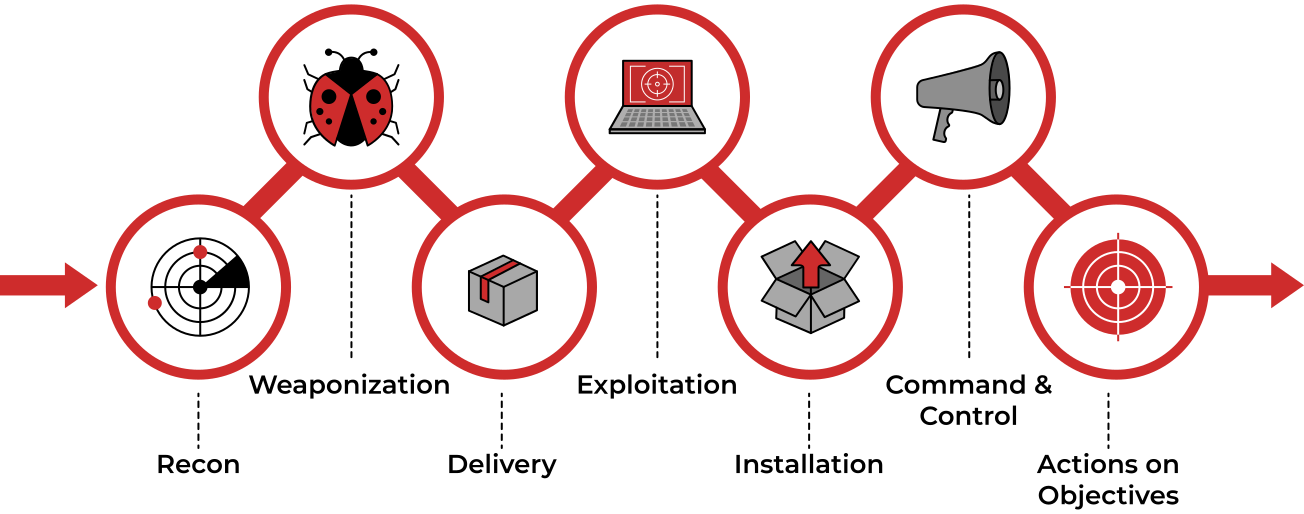 Recon
Weaponization
Delivery
Exploitation
Installation
Command &
Control
Actions on
Objectives